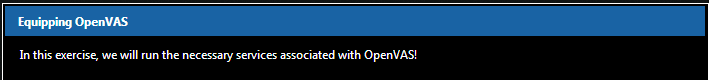 Equipping OpenVAS
In this exercise, we will run the necessary services associated with OpenVAS!